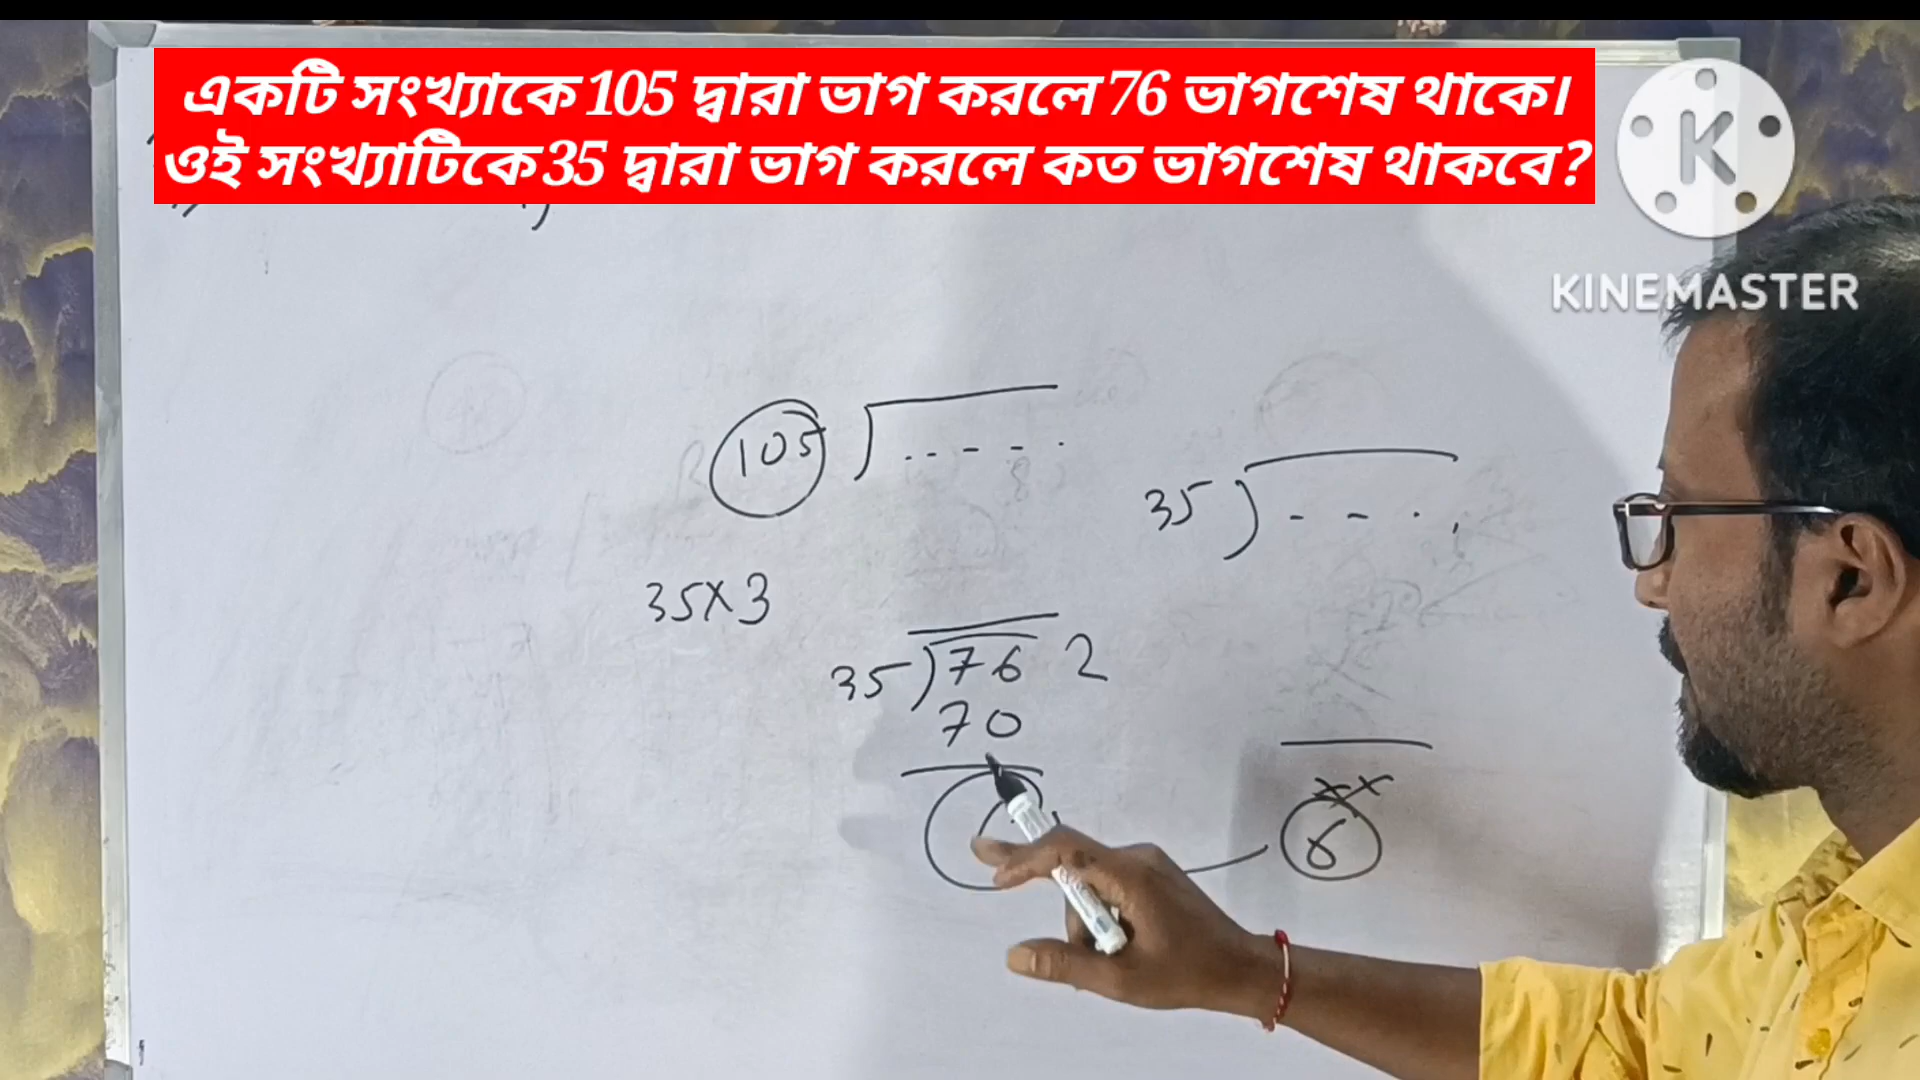 একটি সংখ্যাকে 105 দ্বারা ভাগ করলে 76 ভাগশেষ থাকে।
ওই সংখ্যাটিকে 35 দ্বারা ভাগ করলে কত ভাগশেষ থাকবে?
K
KINEMASTER
105
35
35x3
35 76 2
70
xx
6